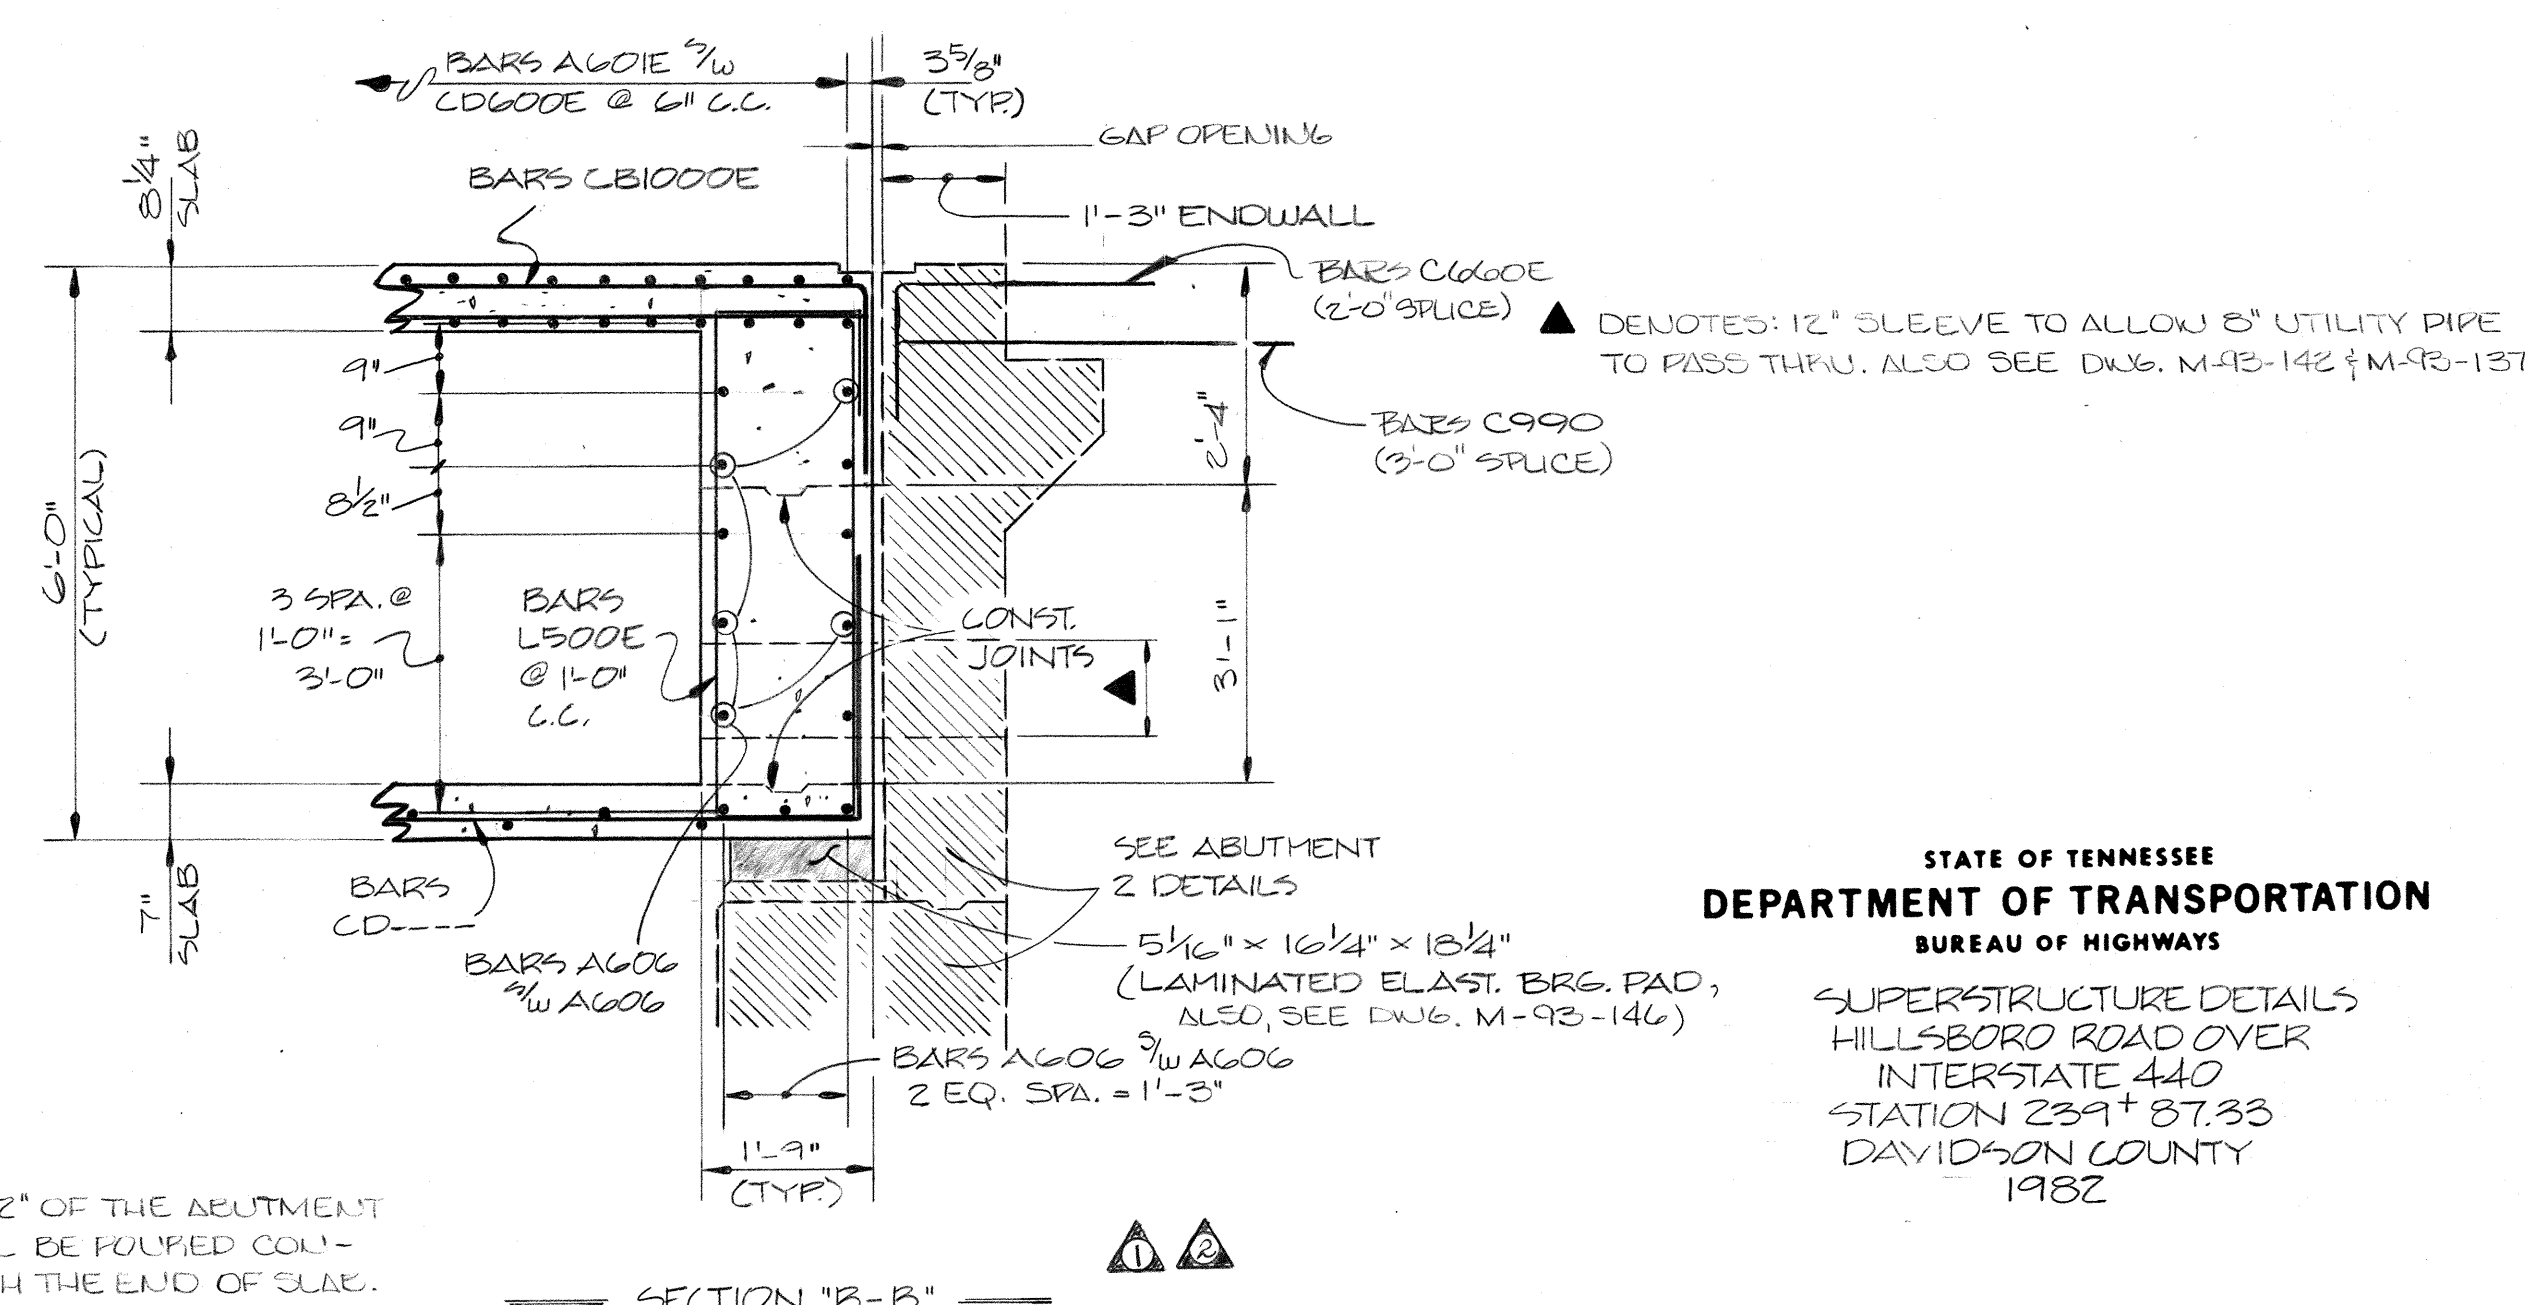 BARS A601E S/W
CD600E @ 6" C.C.
3 5/8"
(TYP.)
GAP OPENING
8 1/4"
SLAB
BARS CB1000E
1'-3" ENDWALL
BARS C660E
(2'-0" SPLICE)
▲ DENOTES: 12" SLEEVE TO ALLOW 8" UTILITY PIPE
TO PASS THRU. ALSO SEE DWG. M-93-142 & M-93-137
9"
9"
8 1/2"
2'-4"
BARS C990
(3'-0" SPLICE)
6'-0"
(TYPICAL)
3 SPA. @
1'-0" =
3'-0"
BARS
L500E
@ 1'-0"
C.C.
CONST.
JOINTS
3'-1"
7"
SLAB
BARS
CD----
BARS A606
S/W A606
SEE ABUTMENT
2 DETAILS
5 1/16" × 16 1/4" × 18 1/4"
(LAMINATED ELAST. BRG. PAD,
ALSO, SEE DWG. M-93-146)
BARS A606 S/W A606
2 EQ. SPA. = 1'-3"
1'-9"
(TYP.)
STATE OF TENNESSEE
DEPARTMENT OF TRANSPORTATION
BUREAU OF HIGHWAYS
SUPERSTRUCTURE DETAILS
HILLSBORO ROAD OVER
INTERSTATE 440
STATION 239+87.33
DAVIDSON COUNTY
1982
2" OF THE ABUTMENT
BE POURED CON-
THE END OF SLAB.
1 2
SECTION "B-B"